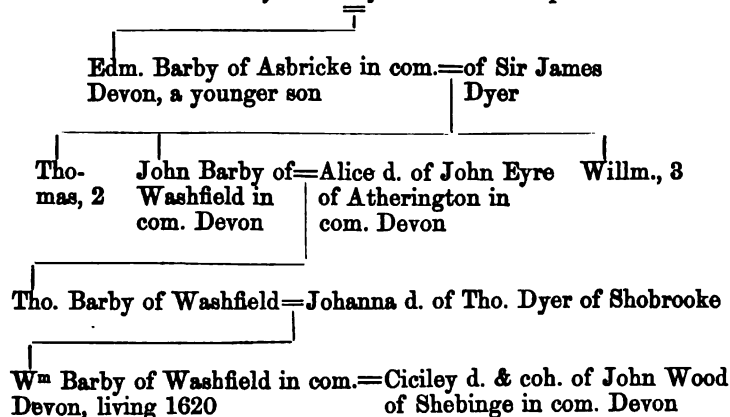 Edm. Barby of Asbricke in com.=of Sir James
Devon, a younger son
Dyer
Tho-
mas, 2
John Barby of=Alice d. of John Eyre
Washfield in
of Atherington in
com. Devon
com. Devon
Willm., 3
Tho. Barby of Washfield=Johanna d. of Tho. Dyer of Shobrooke
Wm Barby of Washfield in com.=Ciciley d. & coh. of John Wood
Devon, living 1620
of Shebinge in com. Devon